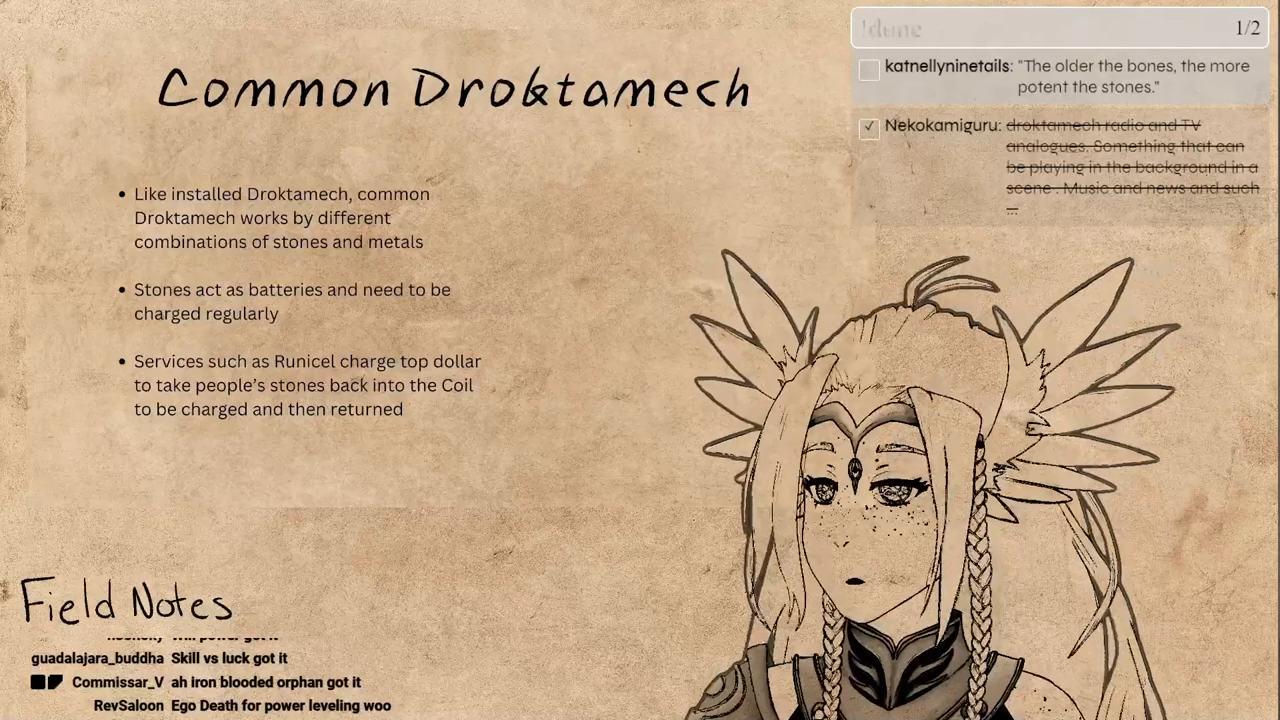 Common Droktamech
• Like installed Droktamech, common
Droktamech works by different
combinations of stones and metals
• Stones act as batteries and need to be
charged regularly
• Services such as Runicel charge top dollar
to take people's stones back into the Coil
to be charged and then returned
!done
1/2
katnellyninetails: "The older the bones, the more
potent the stones."
Nekokamiguru: droktamech radio and TV
analogues. Something that can
be playing in the background in a
scene . Music and news and such
...
Field Notes
will power got it
guadalajara_buddha Skill vs luck got it
Commissar_V ah iron blooded orphan got it
RevSaloon Ego Death for power leveling woo